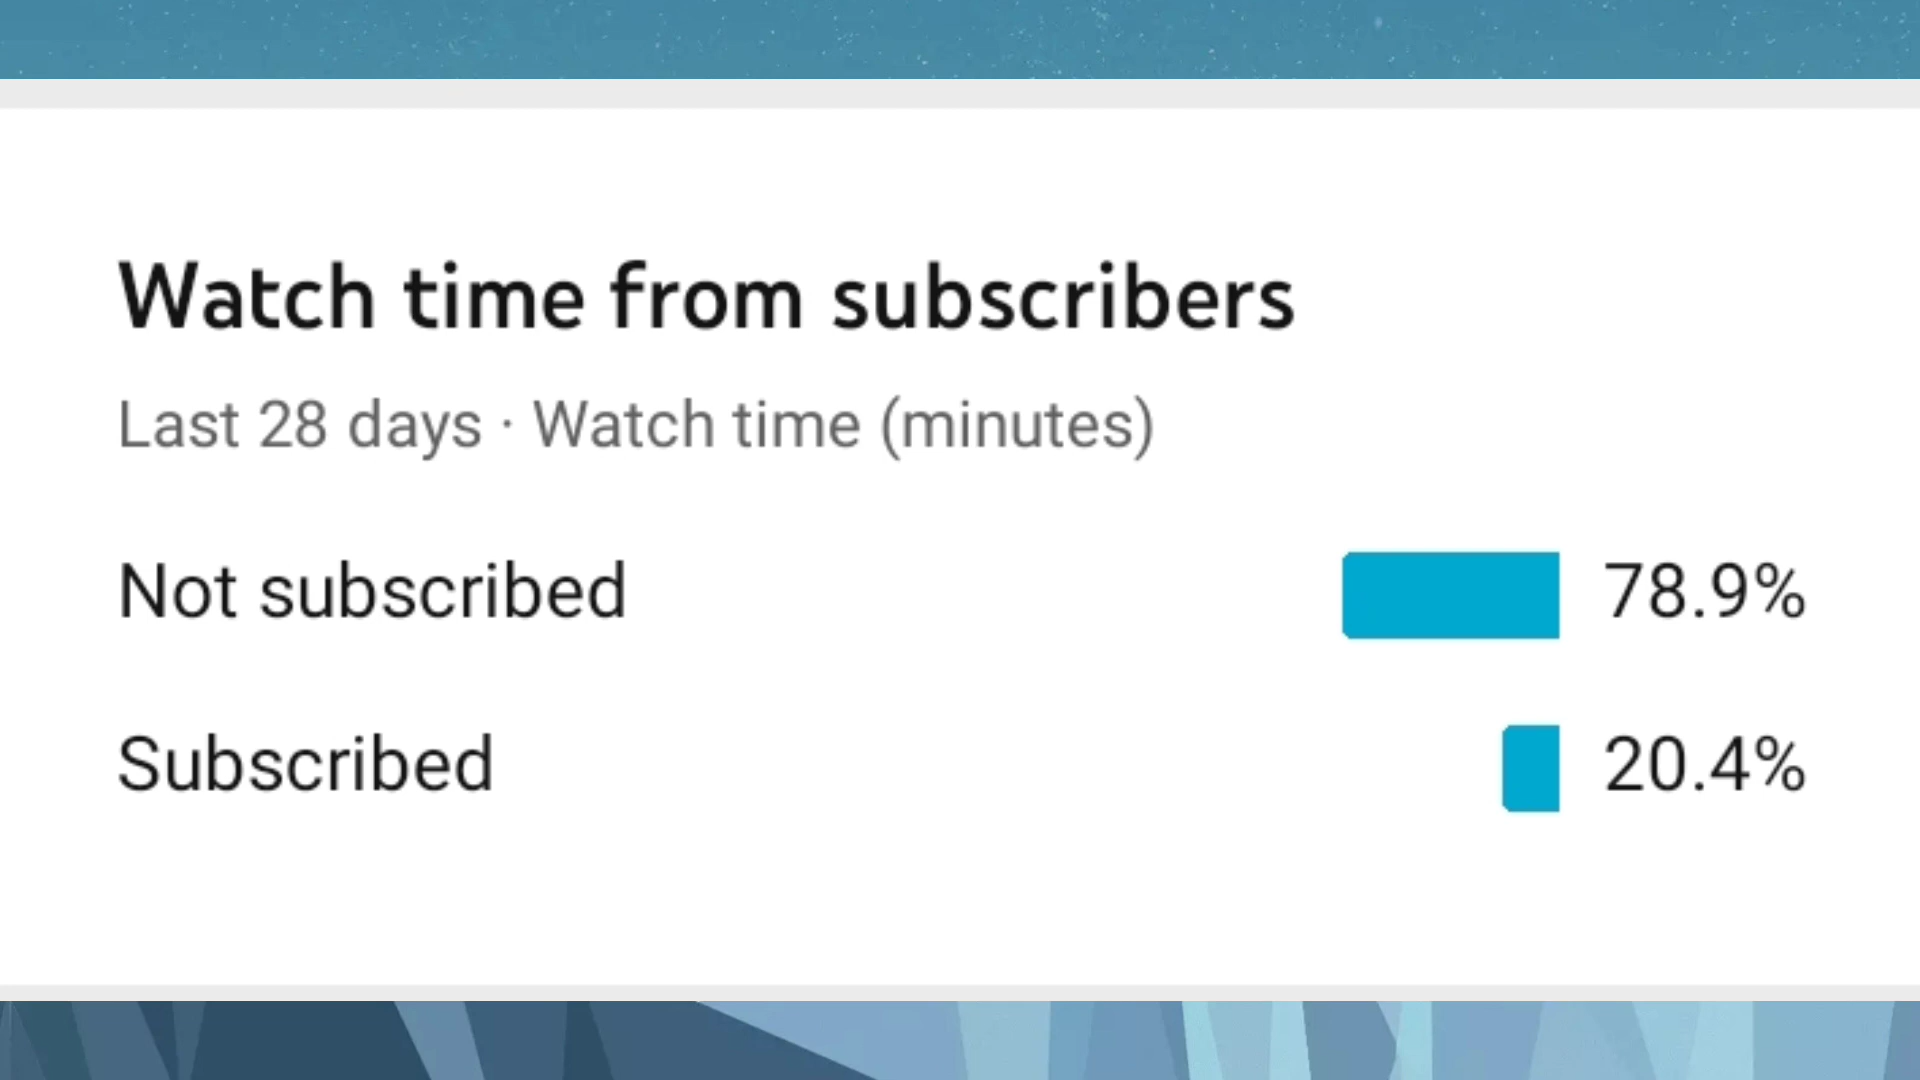 Watch time from subscribers
Last 28 days · Watch time (minutes)
Not subscribed 78.9%
Subscribed 20.4%